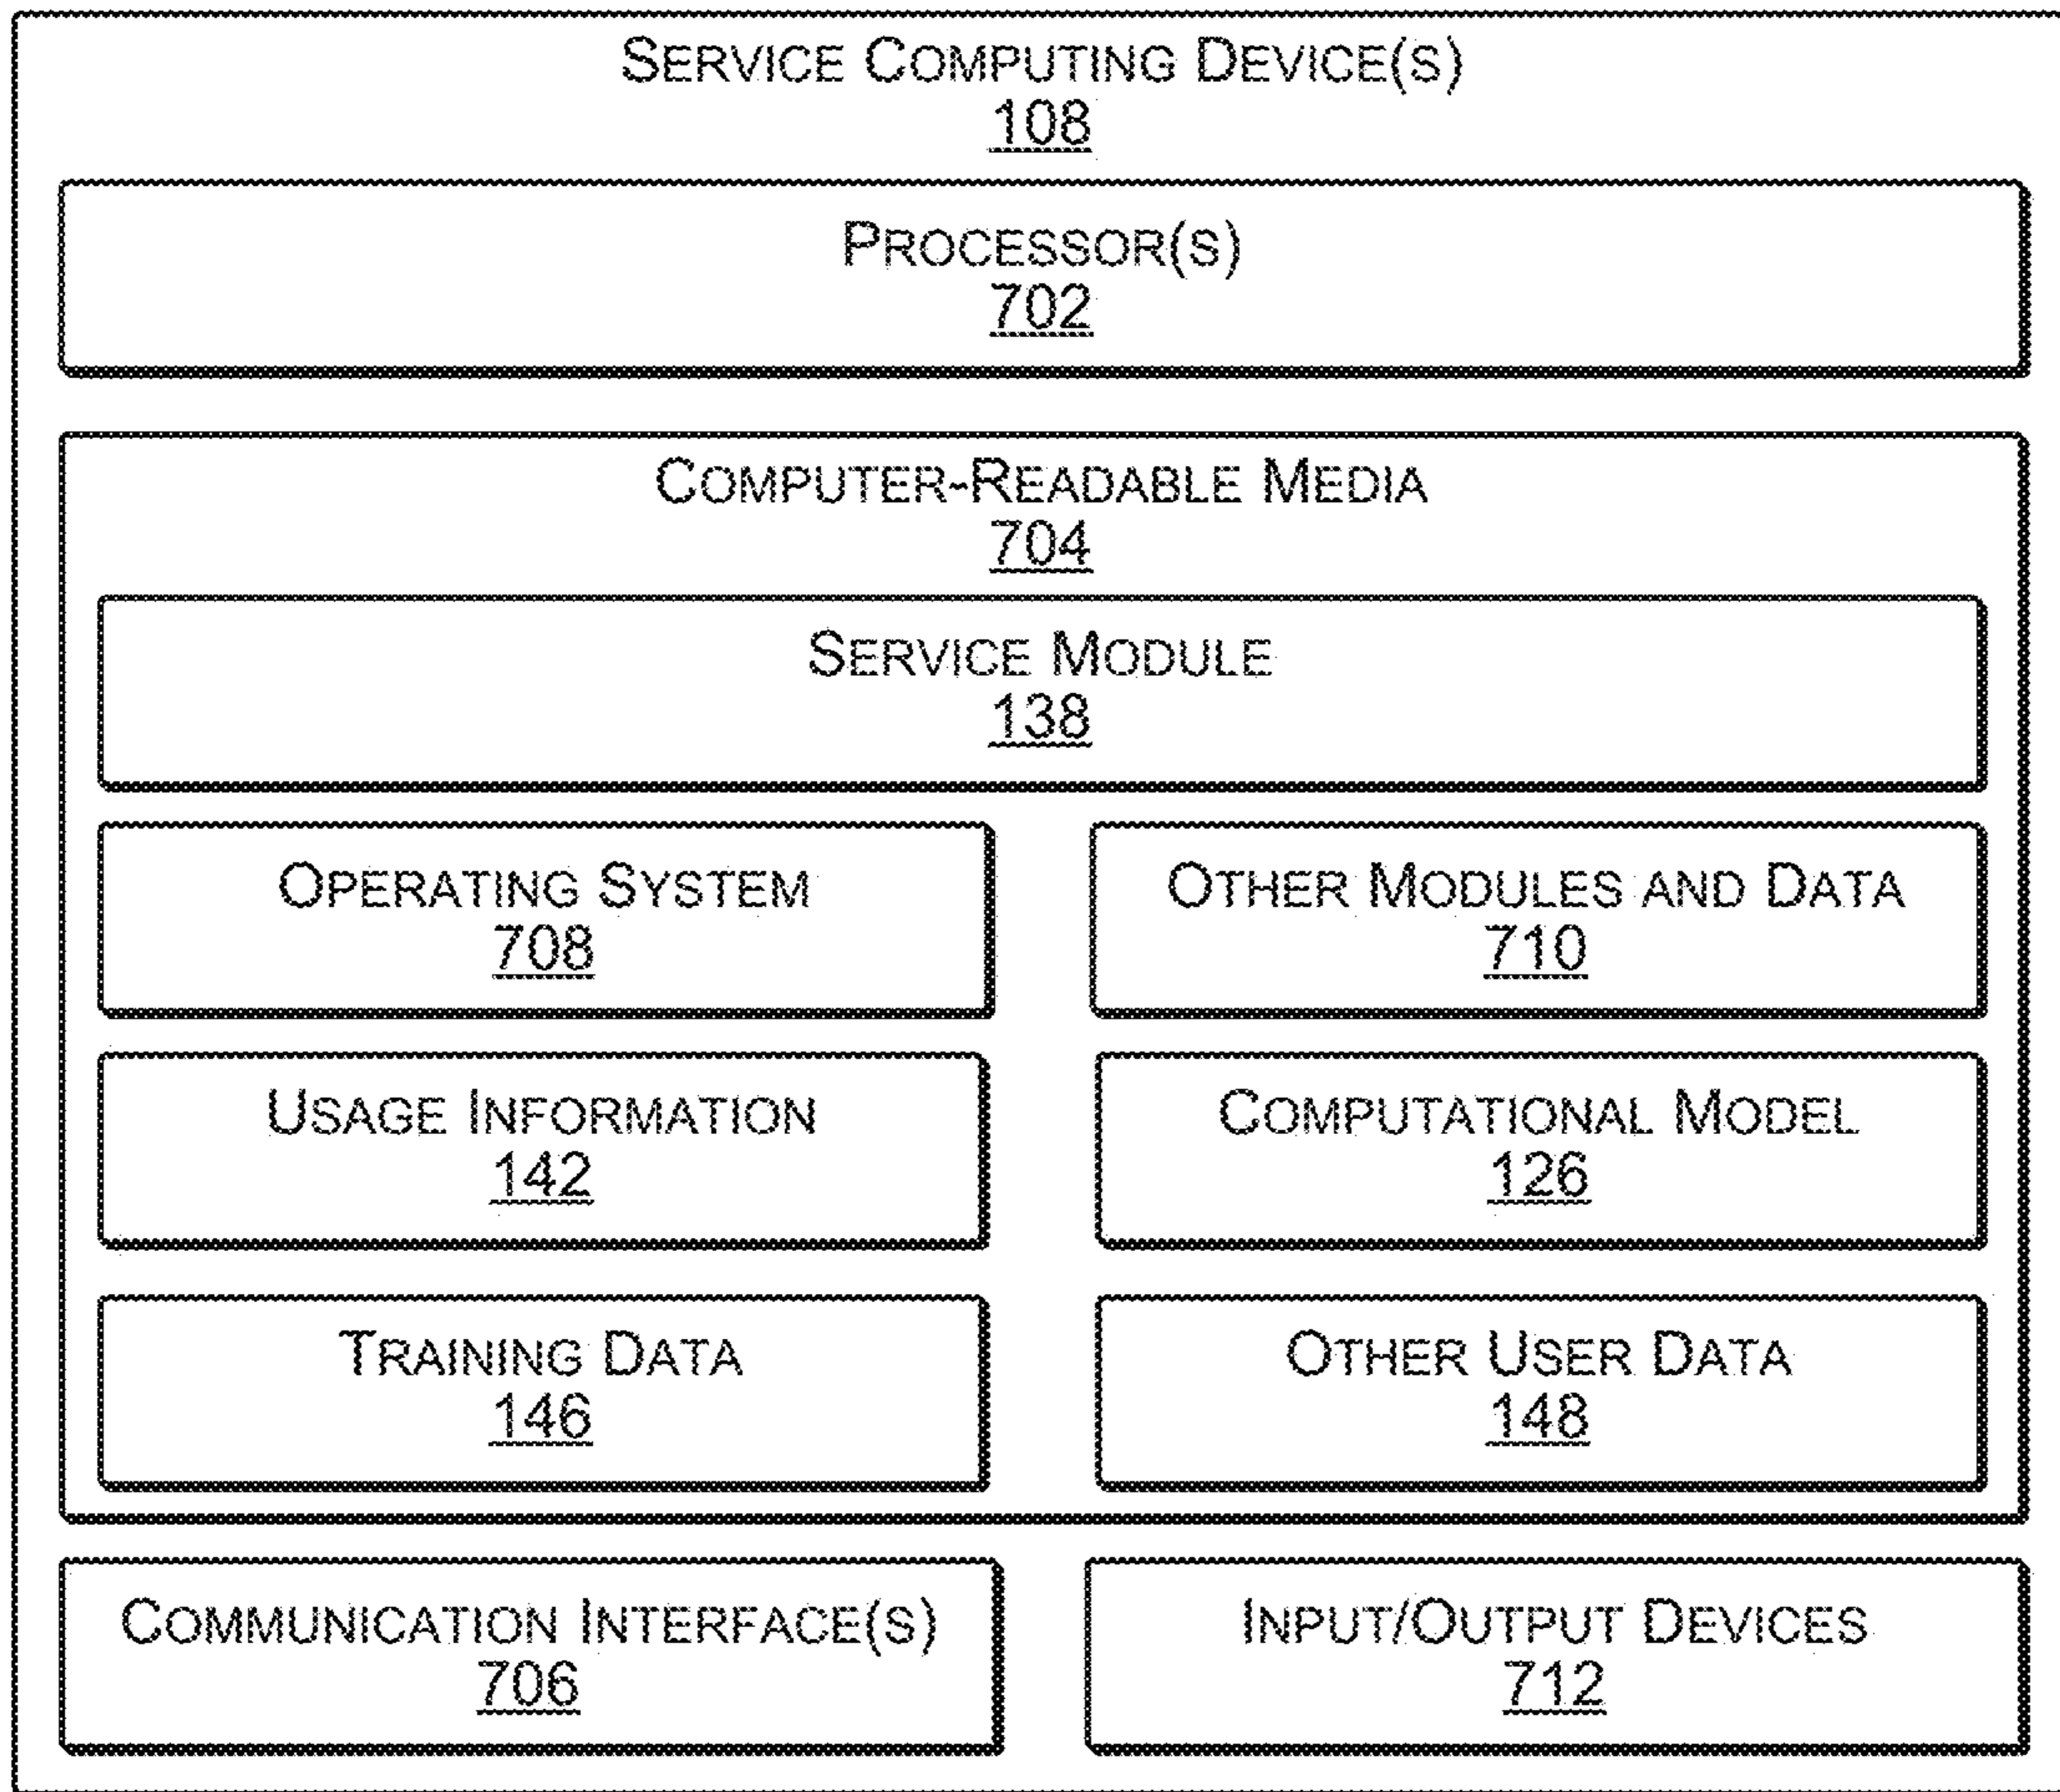 SERVICE COMPUTING DEVICE(S)
108
PROCESSOR(S)
702
COMPUTER-READABLE MEDIA
704
SERVICE MODULE
138
OPERATING SYSTEM
708
OTHER MODULES AND DATA
710
USAGE INFORMATION
142
COMPUTATIONAL MODEL
126
TRAINING DATA
146
OTHER USER DATA
148
COMMUNICATION INTERFACE(S)
706
INPUT/OUTPUT DEVICES
712